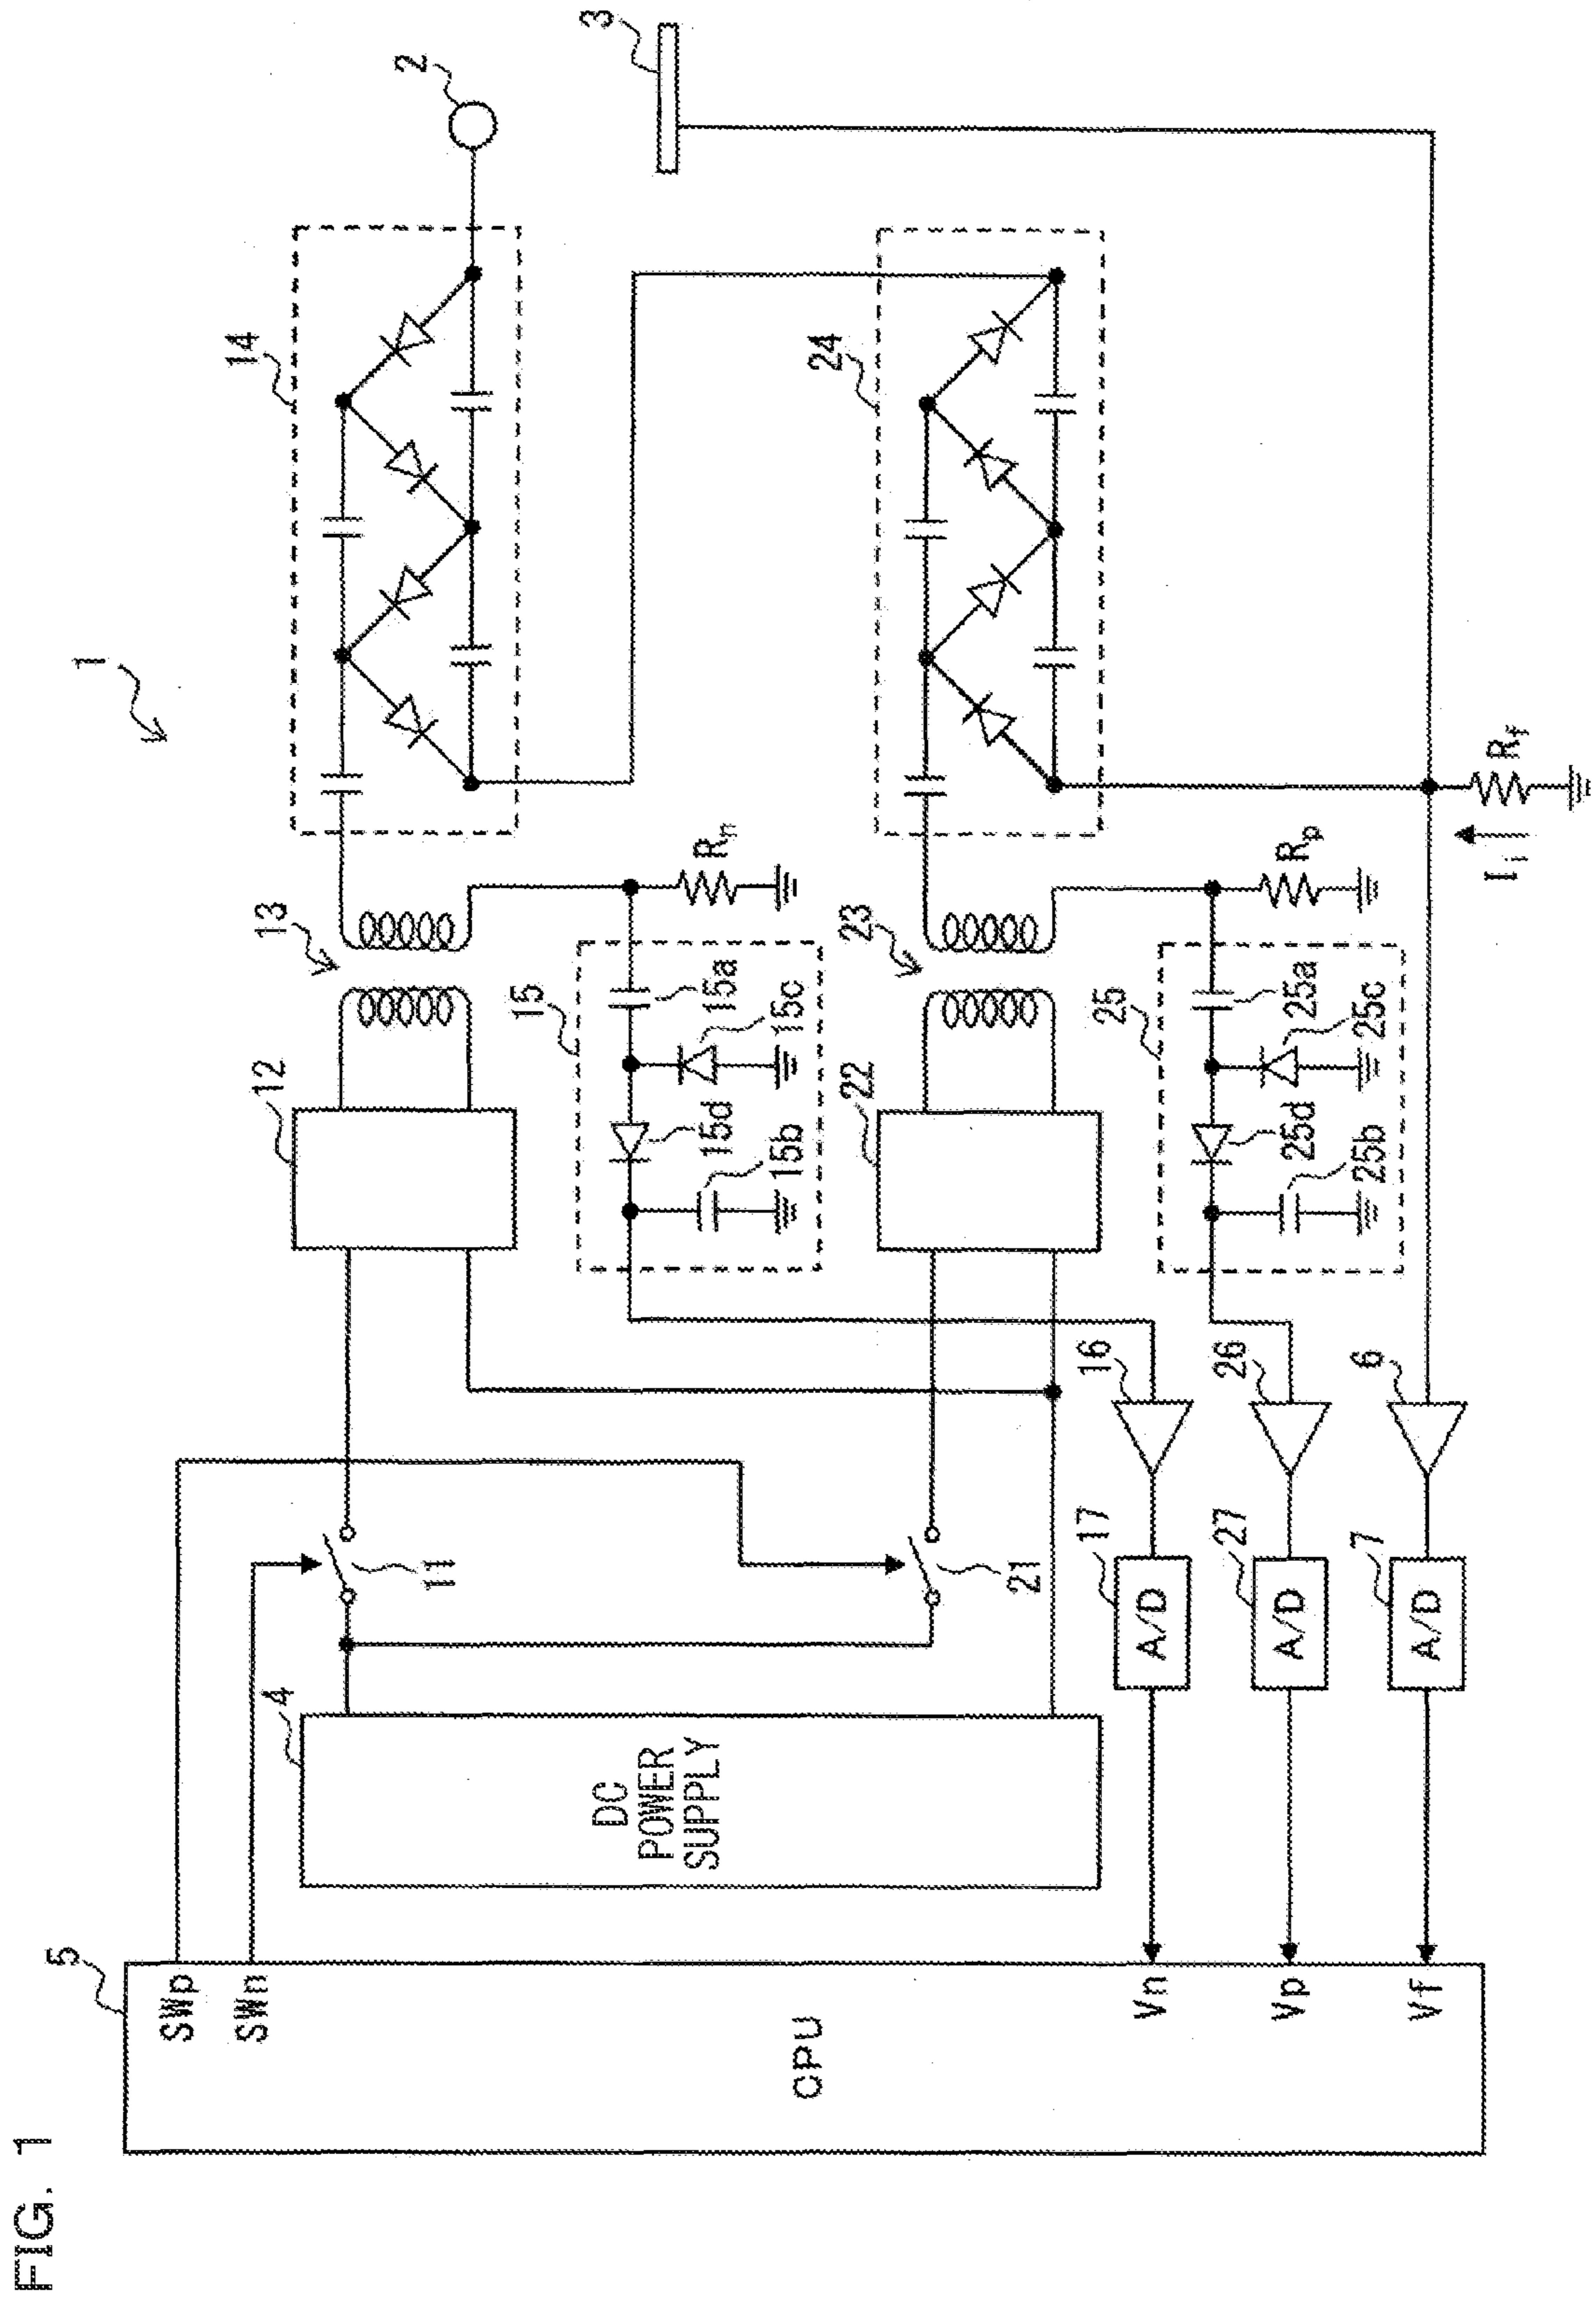 FIG. 1
1
2
3
14
24
13
23
12
22
15
15a
15c
15d
15b
Rn
25
25a
25c
25d
25b
Rp
Rf
Ii
11
21
16
26
6
17
A/D
27
A/D
7
A/D
4
DC
POWER
SUPPLY
5
SWp
SWn
CPU
Vn
Vp
Vf